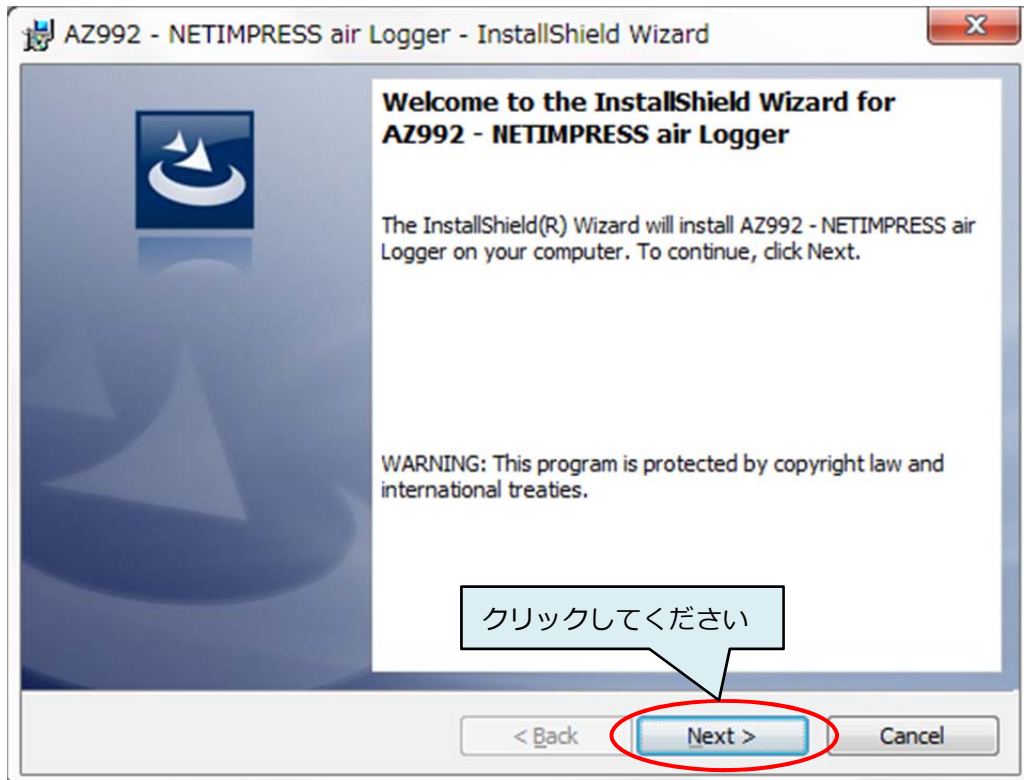 AZ992 - NETIMPRESS air Logger - InstallShield Wizard
Welcome to the InstallShield Wizard for
AZ992 - NETIMPRESS air Logger
The InstallShield(R) Wizard will install AZ992 - NETIMPRESS air
Logger on your computer. To continue, click Next.
WARNING: This program is protected by copyright law and
international treaties.
クリックしてください
< Back
Next >
Cancel